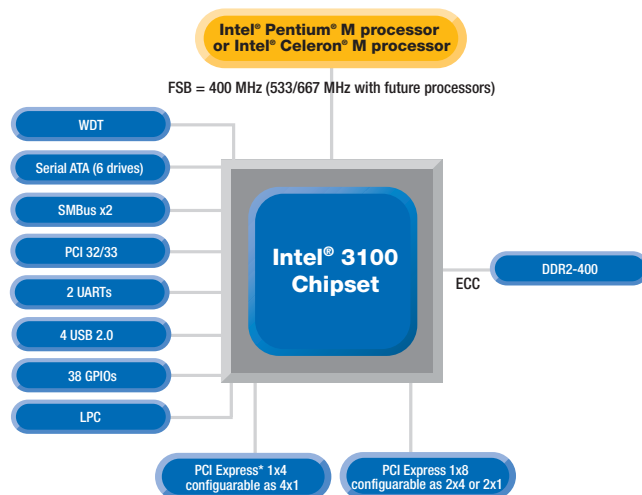 Intel® Pentium® M processor
or Intel® Celeron® M processor
FSB = 400 MHz (533/667 MHz with future processors)
WDT
Serial ATA (6 drives)
SMBus x2
PCI 32/33
2 UARTs
4 USB 2.0
38 GPIOs
LPC
Intel® 3100
Chipset
ECC
DDR2-400
PCI Express* 1x4
configuarable as 4x1
PCI Express 1x8
configuarable as 2x4 or 2x1